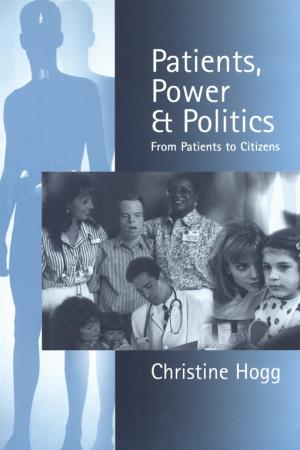 Patients,
Power
& Politics
From Patients to Citizens
Christine Hogg